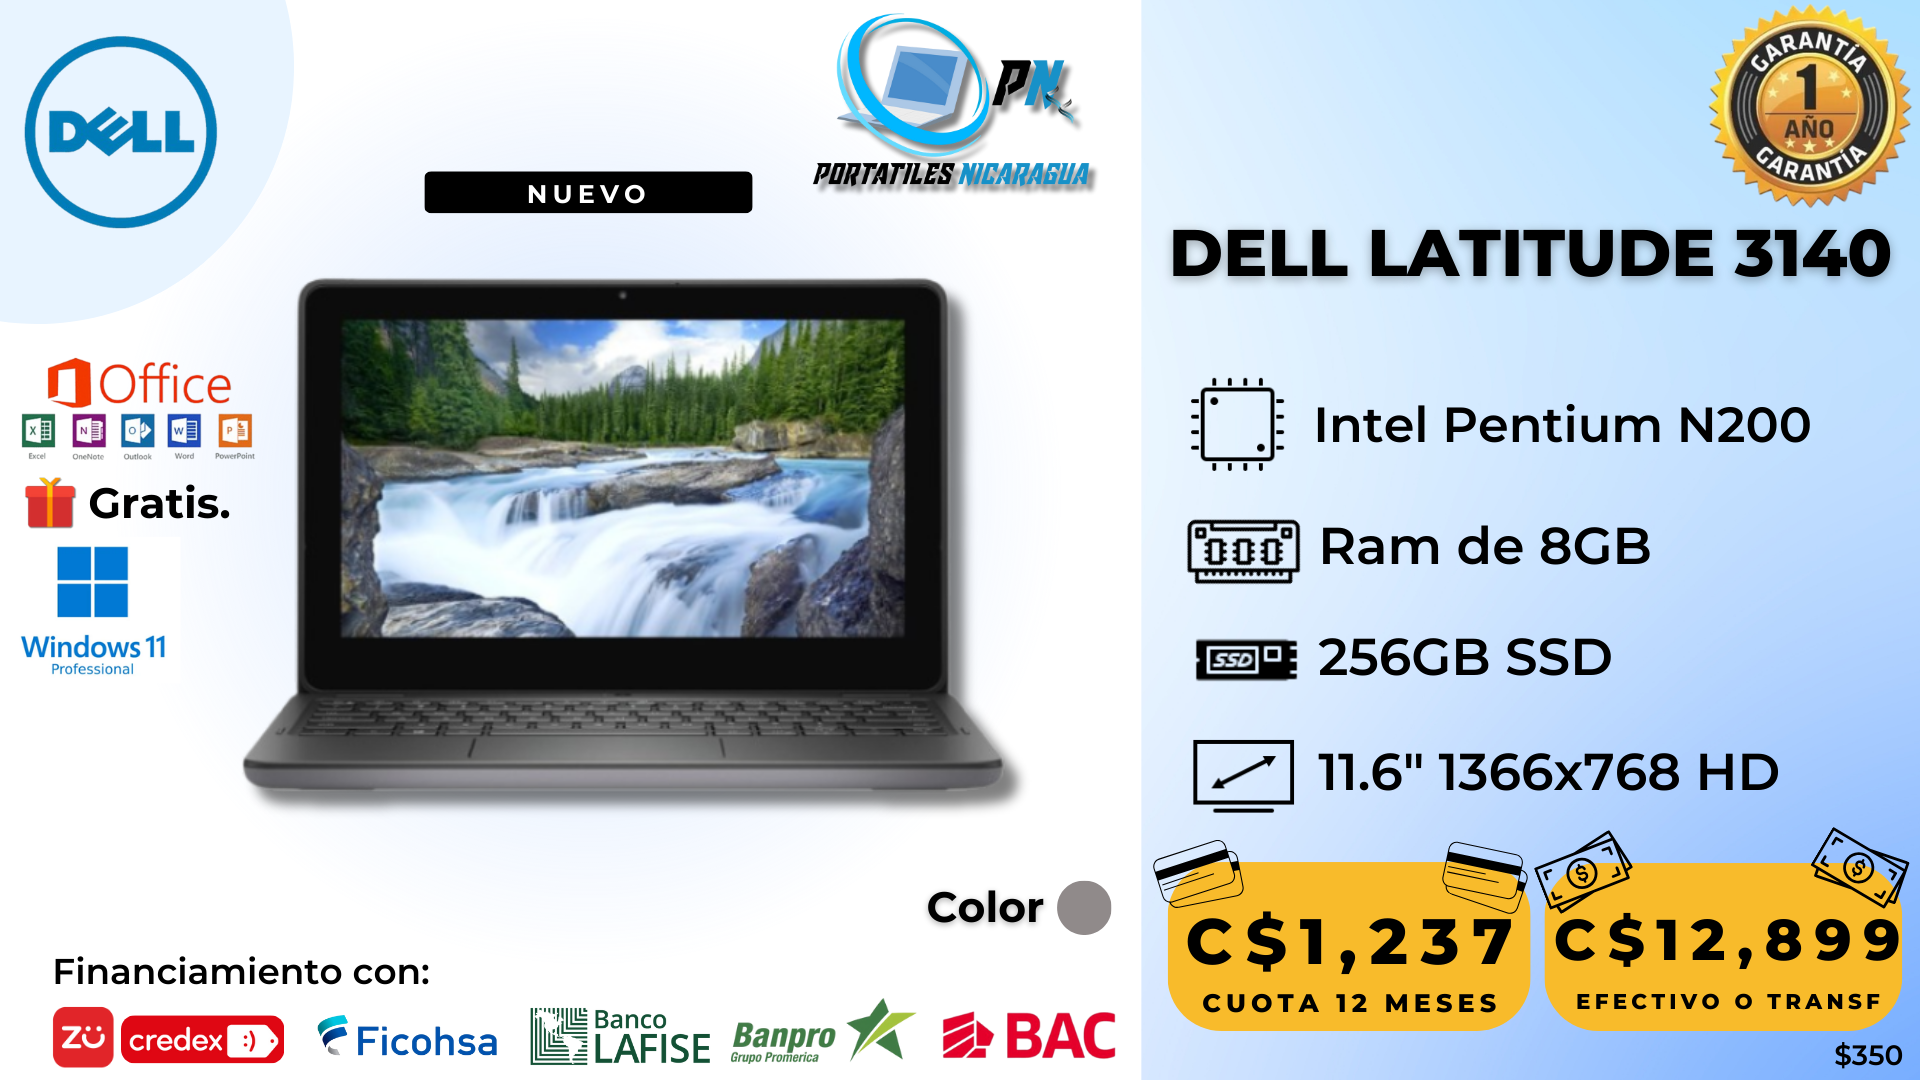 DELL
NUEVO
PN
PORTATILES NICARAGUA
GARANTÍA
1
AÑO
GARANTÍA
DELL LATITUDE 3140
Office
Excel
OneNote
Outlook
Word
PowerPoint
Gratis.
Windows 11
Professional
Intel Pentium N200
Ram de 8GB
SSD
256GB SSD
11.6" 1366x768 HD
Color
C$1,237
CUOTA 12 MESES
C$12,899
EFECTIVO O TRANSF
$350
Financiamiento con:
zü
credex :)
Ficohsa
Banco
LAFISE
Banpro
Grupo Promerica
BAC